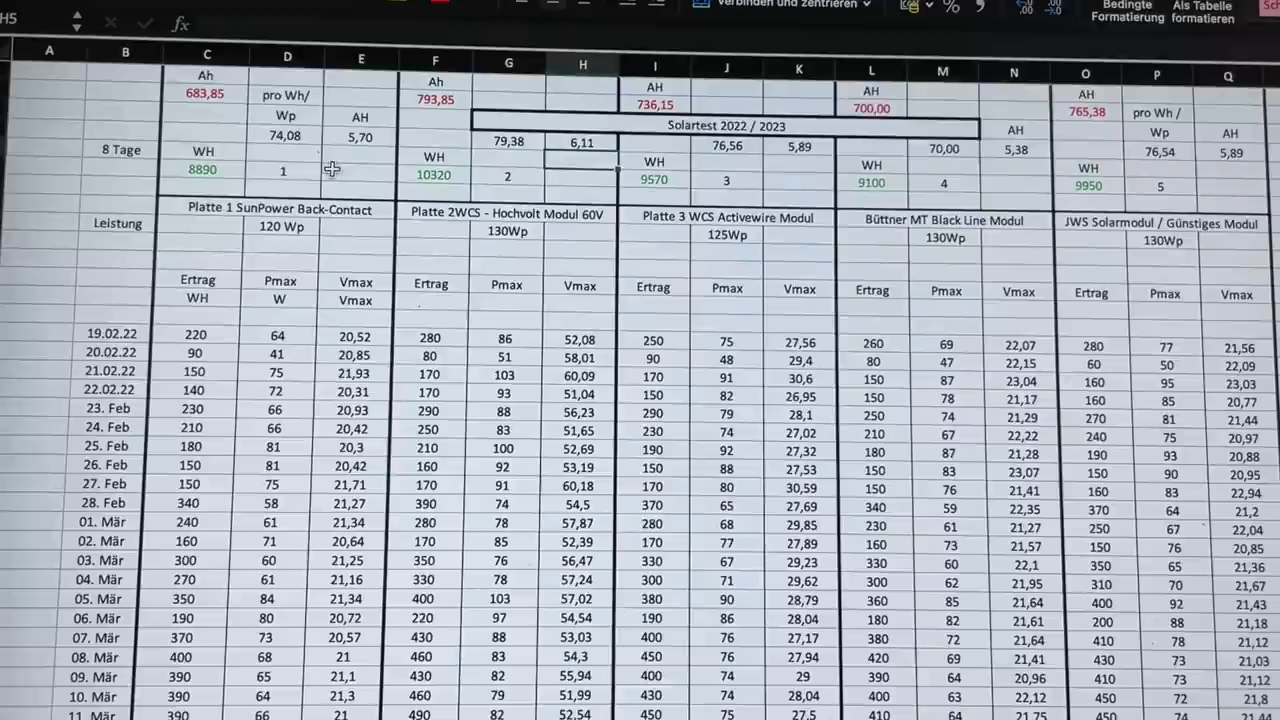 Verbinden und zentrieren
%
Bedingte Formatierung
Als Tabelle formatieren
H5
fx
A B C D E F G H I J K L M N O P Q
Ah Ah AH AH AH
683,85 pro Wh/ 793,85 736,15 700,00 765,38 pro Wh /
Wp AH Solartest 2022 / 2023 AH Wp AH
74,08 5,70 79,38 6,11 76,56 5,89 70,00 5,38 76,54 5,89
8 Tage WH WH WH WH WH
8890 1 10320 2 9570 3 9100 4 9950 5
Leistung Platte 1 SunPower Back-Contact Platte 2WCS - Hochvolt Modul 60V Platte 3 WCS Activewire Modul Büttner MT Black Line Modul JWS Solarmodul / Günstiges Modul
120 Wp 130Wp 125Wp 130Wp 130Wp
Ertrag Pmax Vmax Ertrag Pmax Vmax Ertrag Pmax Vmax Ertrag Pmax Vmax Ertrag Pmax Vmax
WH W Vmax
19.02.22 220 64 20,52 280 86 52,08 250 75 27,56 260 69 22,07 280 77 21,56
20.02.22 90 41 20,85 80 51 58,01 90 48 29,4 80 47 22,15 60 50 22,09
21.02.22 150 75 21,93 170 103 60,09 170 91 30,6 150 87 23,04 160 95 23,03
22.02.22 140 72 20,31 170 93 51,04 150 82 26,95 150 78 21,17 160 85 20,77
23. Feb 230 66 20,93 290 88 56,23 290 79 28,1 250 74 21,29 270 81 21,44
24. Feb 210 66 20,42 250 83 51,65 230 74 27,02 210 67 22,22 240 75 20,97
25. Feb 180 81 20,3 210 100 52,69 190 92 27,32 180 87 21,28 190 93 20,88
26. Feb 150 81 20,42 160 92 53,19 150 88 27,53 150 83 23,07 150 90 20,95
27. Feb 150 75 21,71 170 91 60,18 170 80 30,59 150 76 21,41 160 83 22,94
28. Feb 340 58 21,27 390 74 54,5 370 65 27,69 340 59 22,35 370 64 21,2
01. Mär 240 61 21,34 280 78 57,87 280 68 29,85 230 61 21,27 250 67 22,04
02. Mär 160 71 20,64 170 85 52,39 170 77 27,89 160 73 21,57 150 76 20,85
03. Mär 300 60 21,25 350 76 56,47 330 67 29,23 330 60 22,1 350 65 21,36
04. Mär 270 61 21,16 330 78 57,24 300 71 29,62 300 62 21,95 310 70 21,67
05. Mär 350 84 21,34 400 103 57,02 380 90 28,79 360 85 21,64 400 92 21,43
06. Mär 190 80 20,72 220 97 54,54 190 86 28,04 180 82 21,61 200 88 21,18
07. Mär 370 73 20,57 430 88 53,03 400 76 27,17 380 72 21,64 410 78 21,12
08. Mär 400 68 21 460 83 54,3 450 76 27,94 420 69 21,41 430 73 21,03
09. Mär 390 65 21,1 430 82 55,94 400 74 29 390 64 20,96 410 73 21,12
10. Mär 390 64 21,3 460 79 51,99 430 74 28,04 400 63 22,12 450 72 21,8
11. Mär 390 66 21 490 82 52,54 450 75 27,5 410 64 21,75 450 74